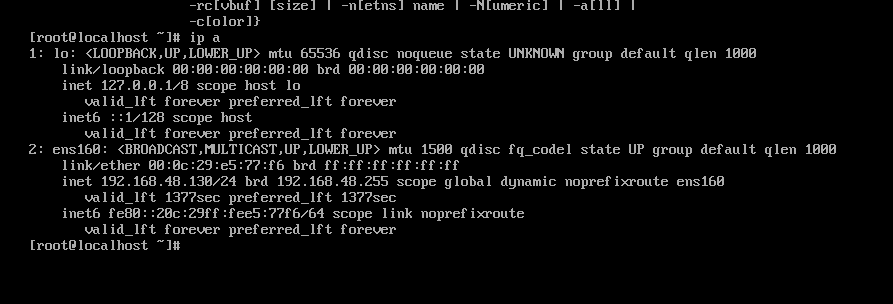 -rc[vbuf] [size] | -n[etns] name | -N[umeric] | -a[ll] |
-c[olor]}
[root@localhost ~]# ip a
1: lo: <LOOPBACK,UP,LOWER_UP> mtu 65536 qdisc noqueue state UNKNOWN group default qlen 1000
link/loopback 00:00:00:00:00:00 brd 00:00:00:00:00:00
inet 127.0.0.1/8 scope host lo
valid_lft forever preferred_lft forever
inet6 ::1/128 scope host
valid_lft forever preferred_lft forever
2: ens160: <BROADCAST,MULTICAST,UP,LOWER_UP> mtu 1500 qdisc fq_codel state UP group default qlen 1000
link/ether 00:0c:29:e5:77:f6 brd ff:ff:ff:ff:ff:ff
inet 192.168.48.130/24 brd 192.168.48.255 scope global dynamic noprefixroute ens160
valid_lft 1377sec preferred_lft 1377sec
inet6 fe80::20c:29ff:fee5:77f6/64 scope link noprefixroute
valid_lft forever preferred_lft forever
[root@localhost ~]#